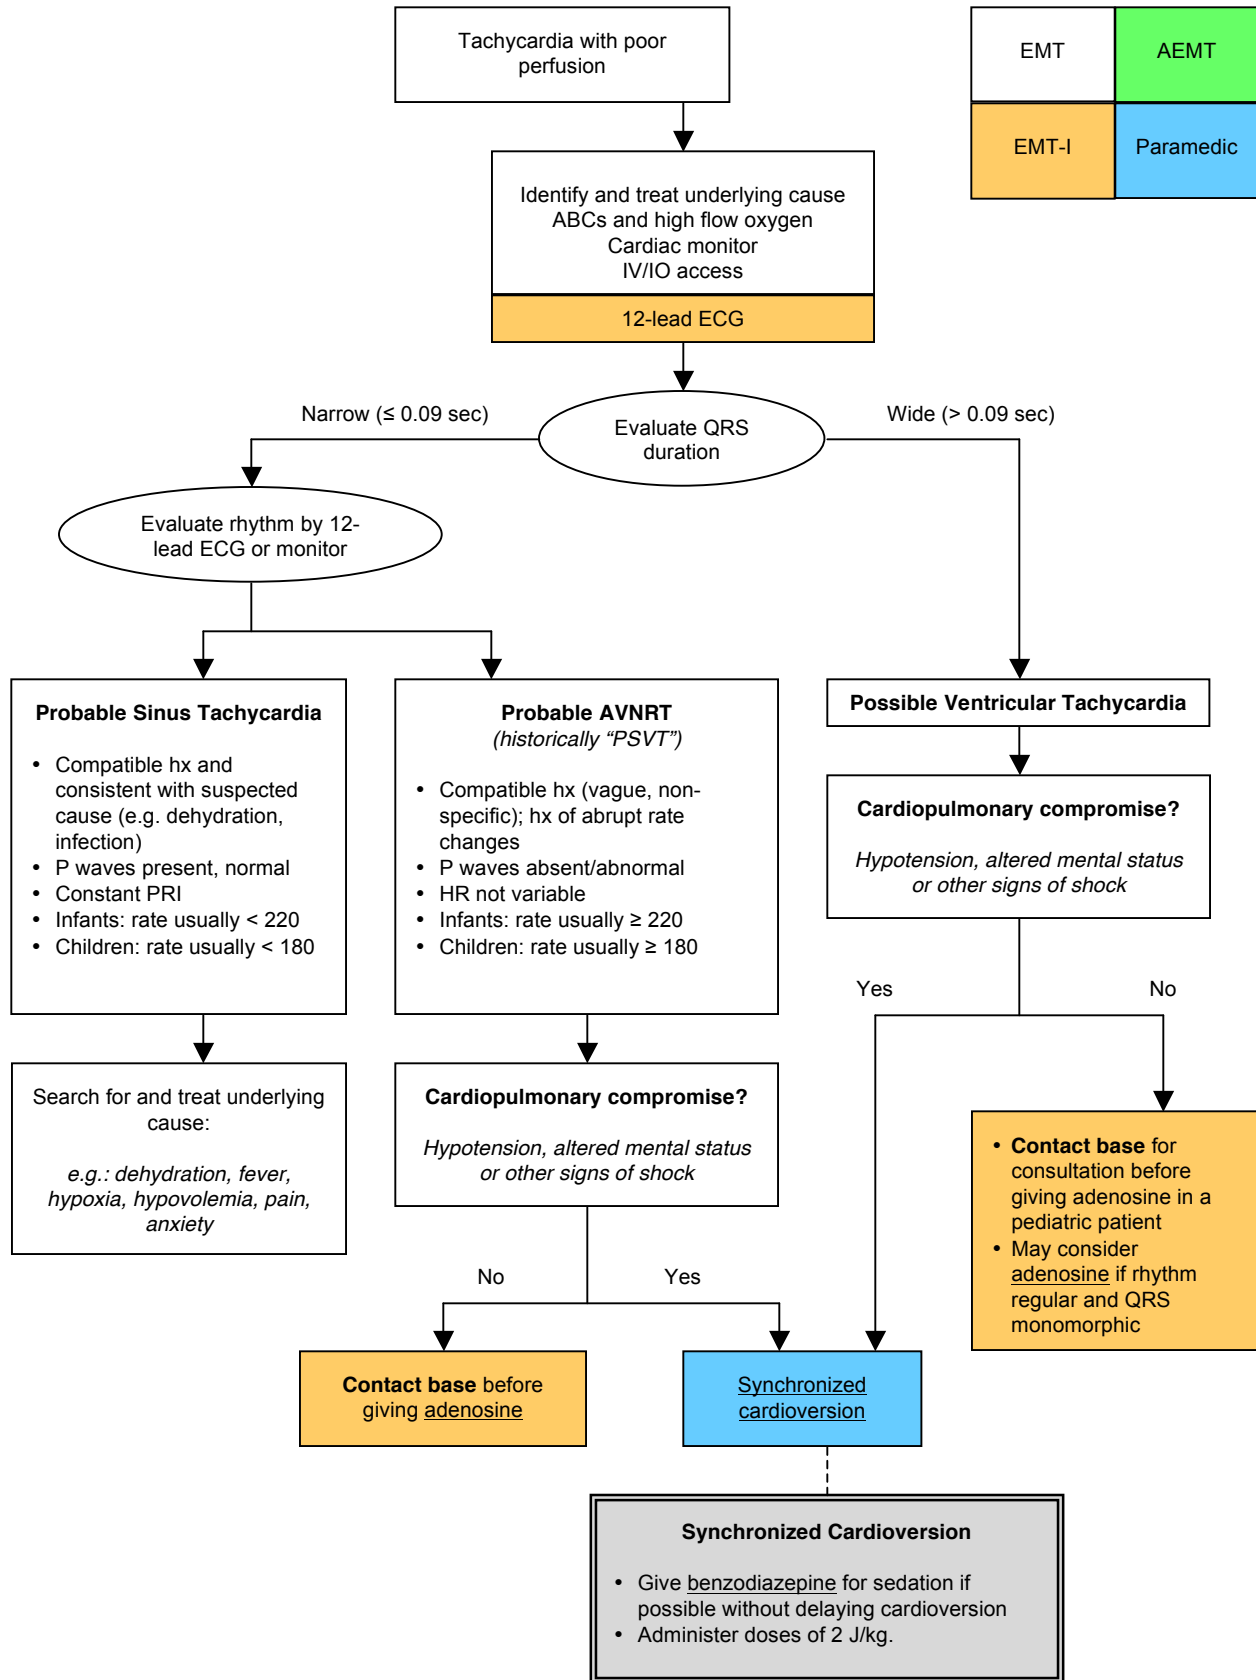 Tachycardia with poor
perfusion
EMT
AEMT
EMT-I
Paramedic
Identify and treat underlying cause
ABCs and high flow oxygen
Cardiac monitor
IV/IO access
12-lead ECG
Narrow (≤ 0.09 sec)
Evaluate QRS
duration
Wide (> 0.09 sec)
Evaluate rhythm by 12-
lead ECG or monitor
Probable Sinus Tachycardia
• Compatible hx and
consistent with suspected
cause (e.g. dehydration,
infection)
• P waves present, normal
• Constant PRI
• Infants: rate usually < 220
• Children: rate usually < 180
Probable AVNRT
(historically “PSVT”)
• Compatible hx (vague, non-
specific); hx of abrupt rate
changes
• P waves absent/abnormal
• HR not variable
• Infants: rate usually ≥ 220
• Children: rate usually ≥ 180
Possible Ventricular Tachycardia
Cardiopulmonary compromise?
Hypotension, altered mental status
or other signs of shock
Yes
No
Search for and treat underlying
cause:
e.g.: dehydration, fever,
hypoxia, hypovolemia, pain,
anxiety
Cardiopulmonary compromise?
Hypotension, altered mental status
or other signs of shock
• Contact base for
consultation before
giving adenosine in a
pediatric patient
• May consider
adenosine if rhythm
regular and QRS
monomorphic
No
Yes
Contact base before
giving adenosine
Synchronized
cardioversion
Synchronized Cardioversion
• Give benzodiazepine for sedation if
possible without delaying cardioversion
• Administer doses of 2 J/kg.